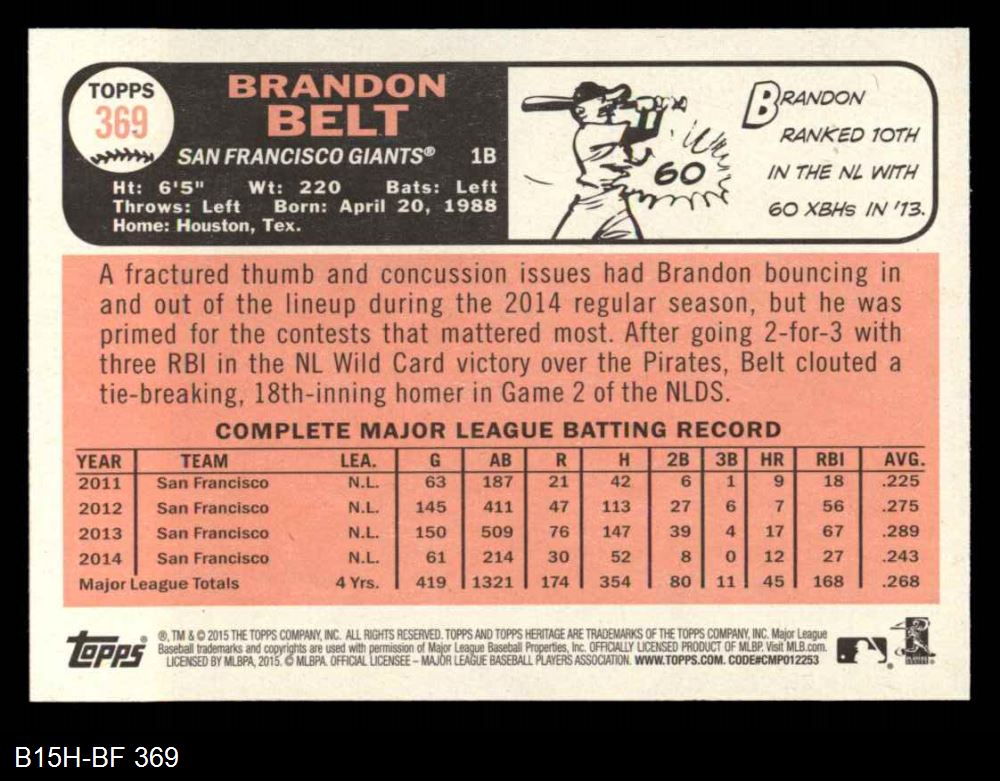 TOPPS
369
BRANDON
BELT
SAN FRANCISCO GIANTS® 1B
Ht: 6'5" Wt: 220 Bats: Left
Throws: Left Born: April 20, 1988
Home: Houston, Tex.
60
BRANDON
RANKED 10TH
IN THE NL WITH
60 XBHs IN '13.
A fractured thumb and concussion issues had Brandon bouncing in
and out of the lineup during the 2014 regular season, but he was
primed for the contests that mattered most. After going 2-for-3 with
three RBI in the NL Wild Card victory over the Pirates, Belt clouted a
tie-breaking, 18th-inning homer in Game 2 of the NLDS.
COMPLETE MAJOR LEAGUE BATTING RECORD
YEAR TEAM LEA. G AB R H 2B 3B HR RBI AVG.
2011 San Francisco N.L. 63 187 21 42 6 1 9 18 .225
2012 San Francisco N.L. 145 411 47 113 27 6 7 56 .275
2013 San Francisco N.L. 150 509 76 147 39 4 17 67 .289
2014 San Francisco N.L. 61 214 30 52 8 0 12 27 .243
Major League Totals 4 Yrs. 419 1321 174 354 80 11 45 168 .268
Topps
®, TM & © 2015 THE TOPPS COMPANY, INC. ALL RIGHTS RESERVED. TOPPS AND TOPPS HERITAGE ARE TRADEMARKS OF THE TOPPS COMPANY, INC. Major League
Baseball trademarks and copyrights are used with permission of Major League Baseball Properties, Inc. OFFICIALLY LICENSED PRODUCT OF MLBP. Visit MLB.com.
LICENSED BY MLBPA, 2015. © MLBPA. OFFICIAL LICENSEE – MAJOR LEAGUE BASEBALL PLAYERS ASSOCIATION. WWW.TOPPS.COM. CODE#CMP012253
B15H-BF 369